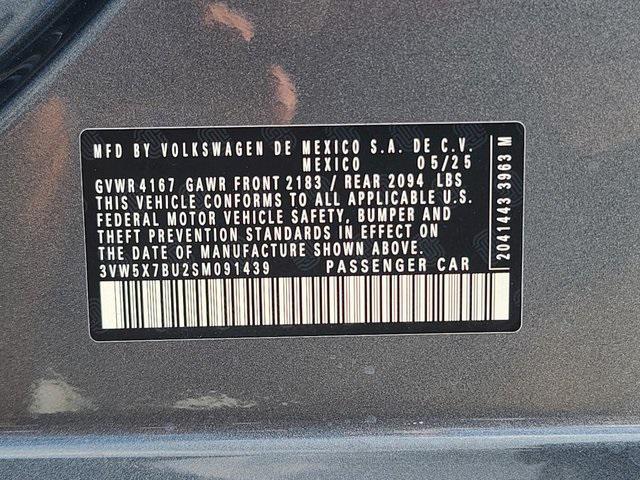 MFD BY VOLKSWAGEN DE MEXICO S.A. DE C.V.
MEXICO 05/25
GVWR 4167 GAWR FRONT 2183 / REAR 2094 LBS
THIS VEHICLE CONFORMS TO ALL APPLICABLE U.S.
FEDERAL MOTOR VEHICLE SAFETY, BUMPER AND
THEFT PREVENTION STANDARDS IN EFFECT ON
THE DATE OF MANUFACTURE SHOWN ABOVE.
3VW5X7BU2SM091439 PASSENGER CAR
2041443 3963 M